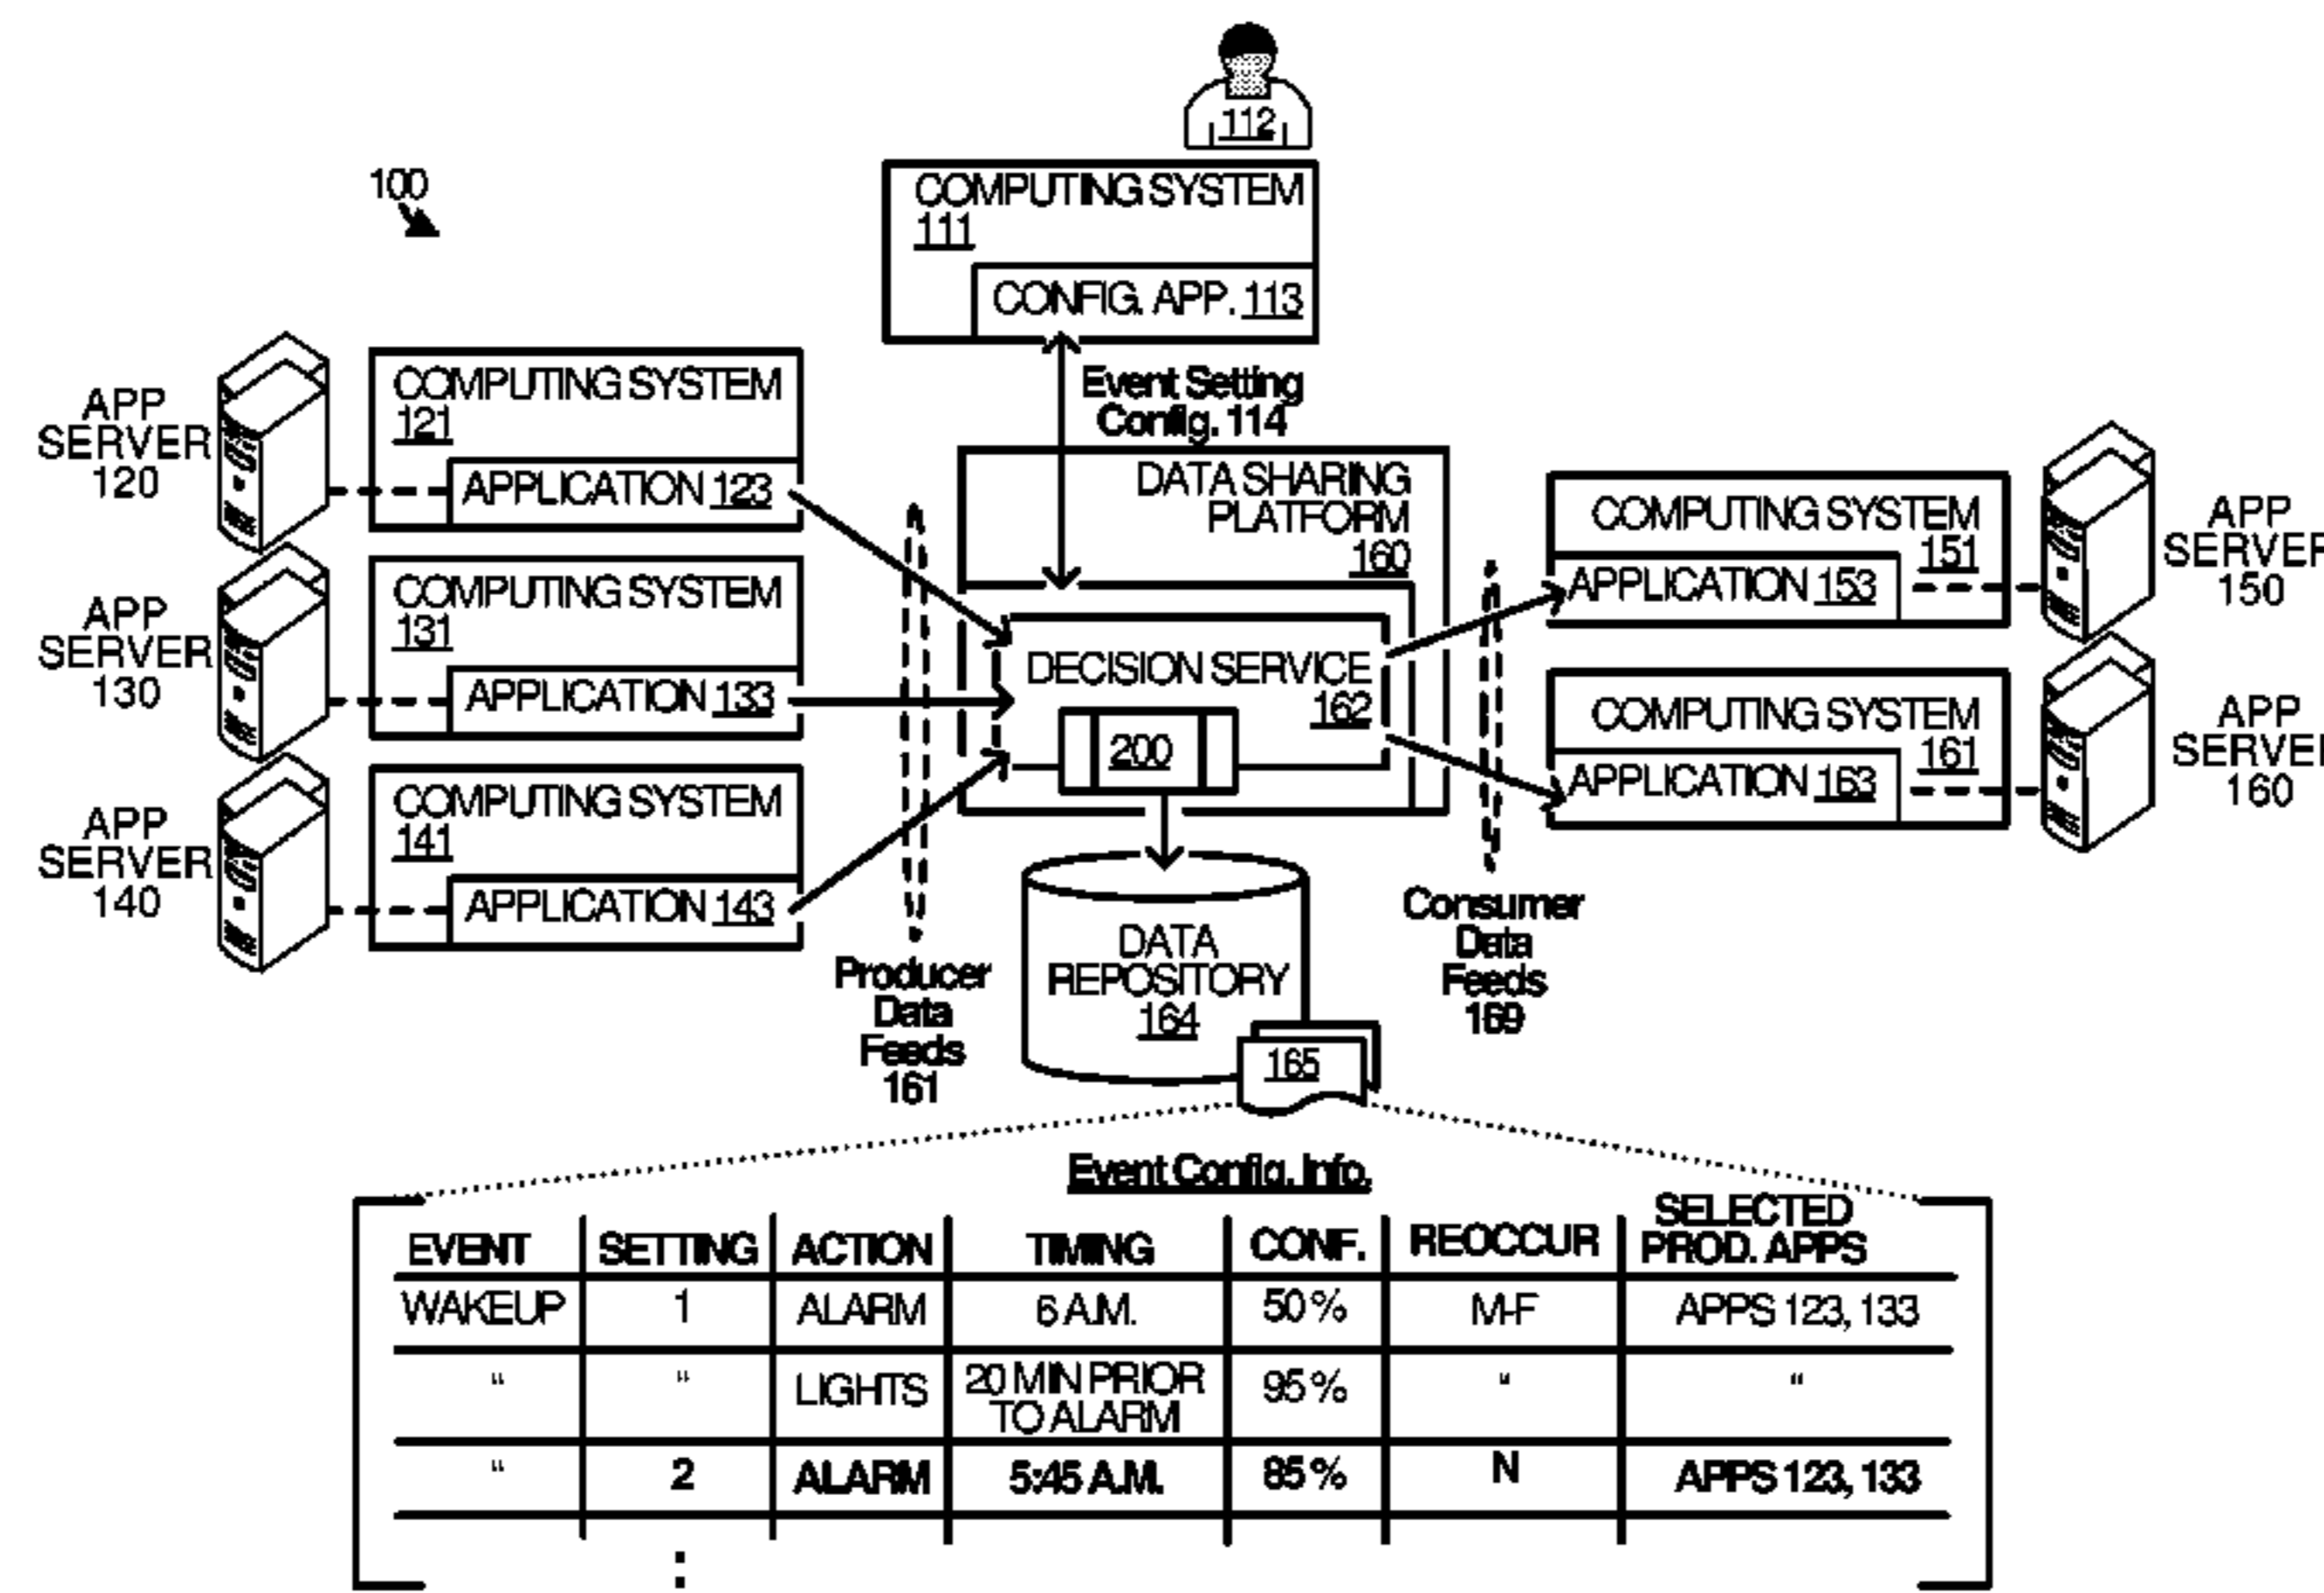 112
100
COMPUTING SYSTEM
111
CONFIG. APP. 113
Event Setting
Config. 114
APP
SERVER
120
COMPUTING SYSTEM
121
APPLICATION 123
APP
SERVER
130
COMPUTING SYSTEM
131
APPLICATION 133
APP
SERVER
140
COMPUTING SYSTEM
141
APPLICATION 143
DATA SHARING
PLATFORM
160
DECISION SERVICE
162
200
COMPUTING SYSTEM
151
APPLICATION 153
APP
SERVER
150
COMPUTING SYSTEM
161
APPLICATION 163
APP
SERVER
160
Producer
Data
Feeds
161
DATA
REPOSITORY
164
165
Consumer
Data
Feeds
169
Event Config. Info.
EVENT SETTING ACTION TIMING CONF. REOCCUR SELECTED PROD. APPS
WAKEUP 1 ALARM 6 A.M. 50% M-F APPS 123, 133
“ “ LIGHTS 20 MIN PRIOR TO ALARM 95% “ “
“ 2 ALARM 5:45 A.M. 85% N APPS 123, 133